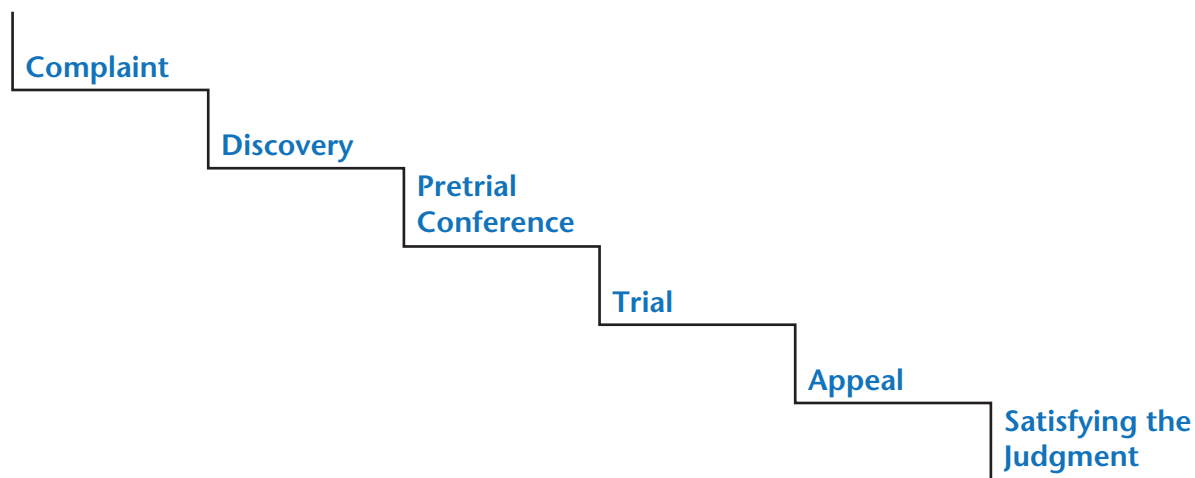 Complaint
Discovery
Pretrial
Conference
Trial
Appeal
Satisfying the
Judgment